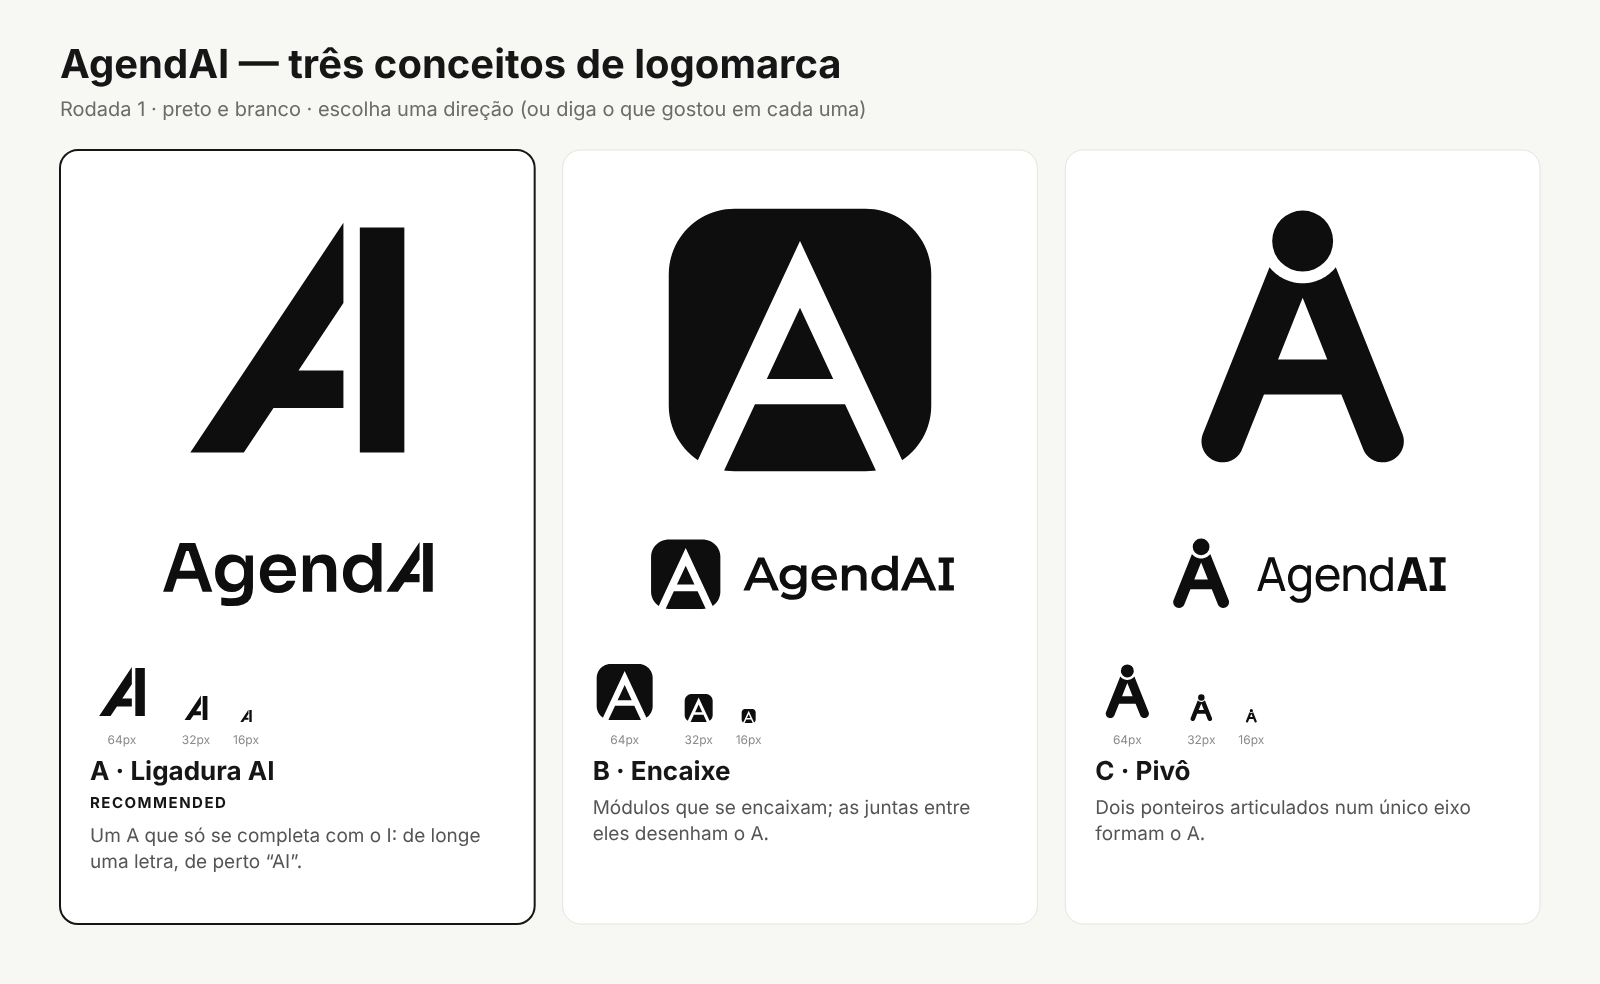 AgendAI — três conceitos de logomarca
Rodada 1 · preto e branco · escolha uma direção (ou diga o que gostou em cada uma)
AI
AgendAI
64px 32px 16px
A · Ligadura AI
RECOMMENDED
Um A que só se completa com o I: de longe
uma letra, de perto “AI”.
A
A AgendAI
64px 32px 16px
B · Encaixe
Módulos que se encaixam; as juntas entre
eles desenham o A.
A
A AgendAI
64px 32px 16px
C · Pivô
Dois ponteiros articulados num único eixo
formam o A.